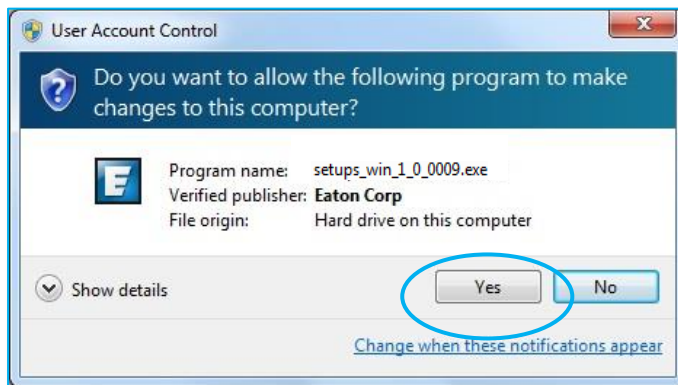 User Account Control
Do you want to allow the following program to make
changes to this computer?
Program name: setups_win_1_0_0009.exe
Verified publisher: Eaton Corp
File origin: Hard drive on this computer
Show details
Yes
No
Change when these notifications appear